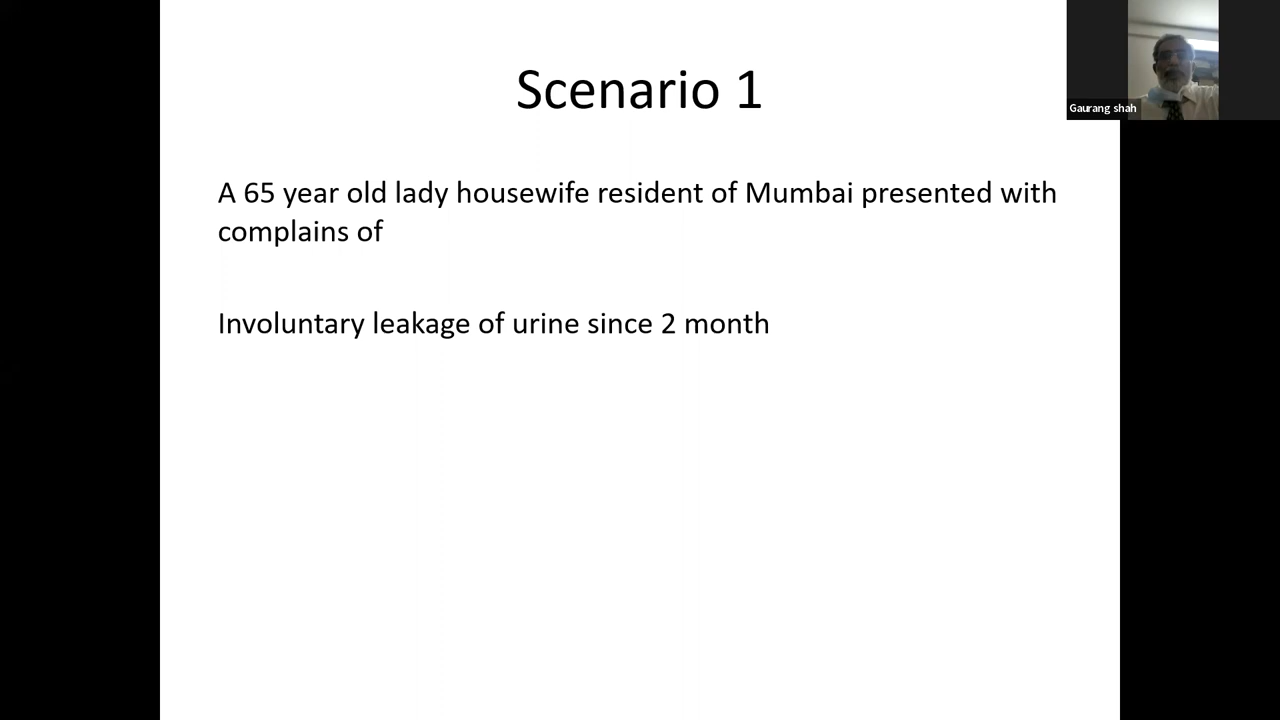 Scenario 1
Gaurang shah
A 65 year old lady housewife resident of Mumbai presented with
complains of
Involuntary leakage of urine since 2 month